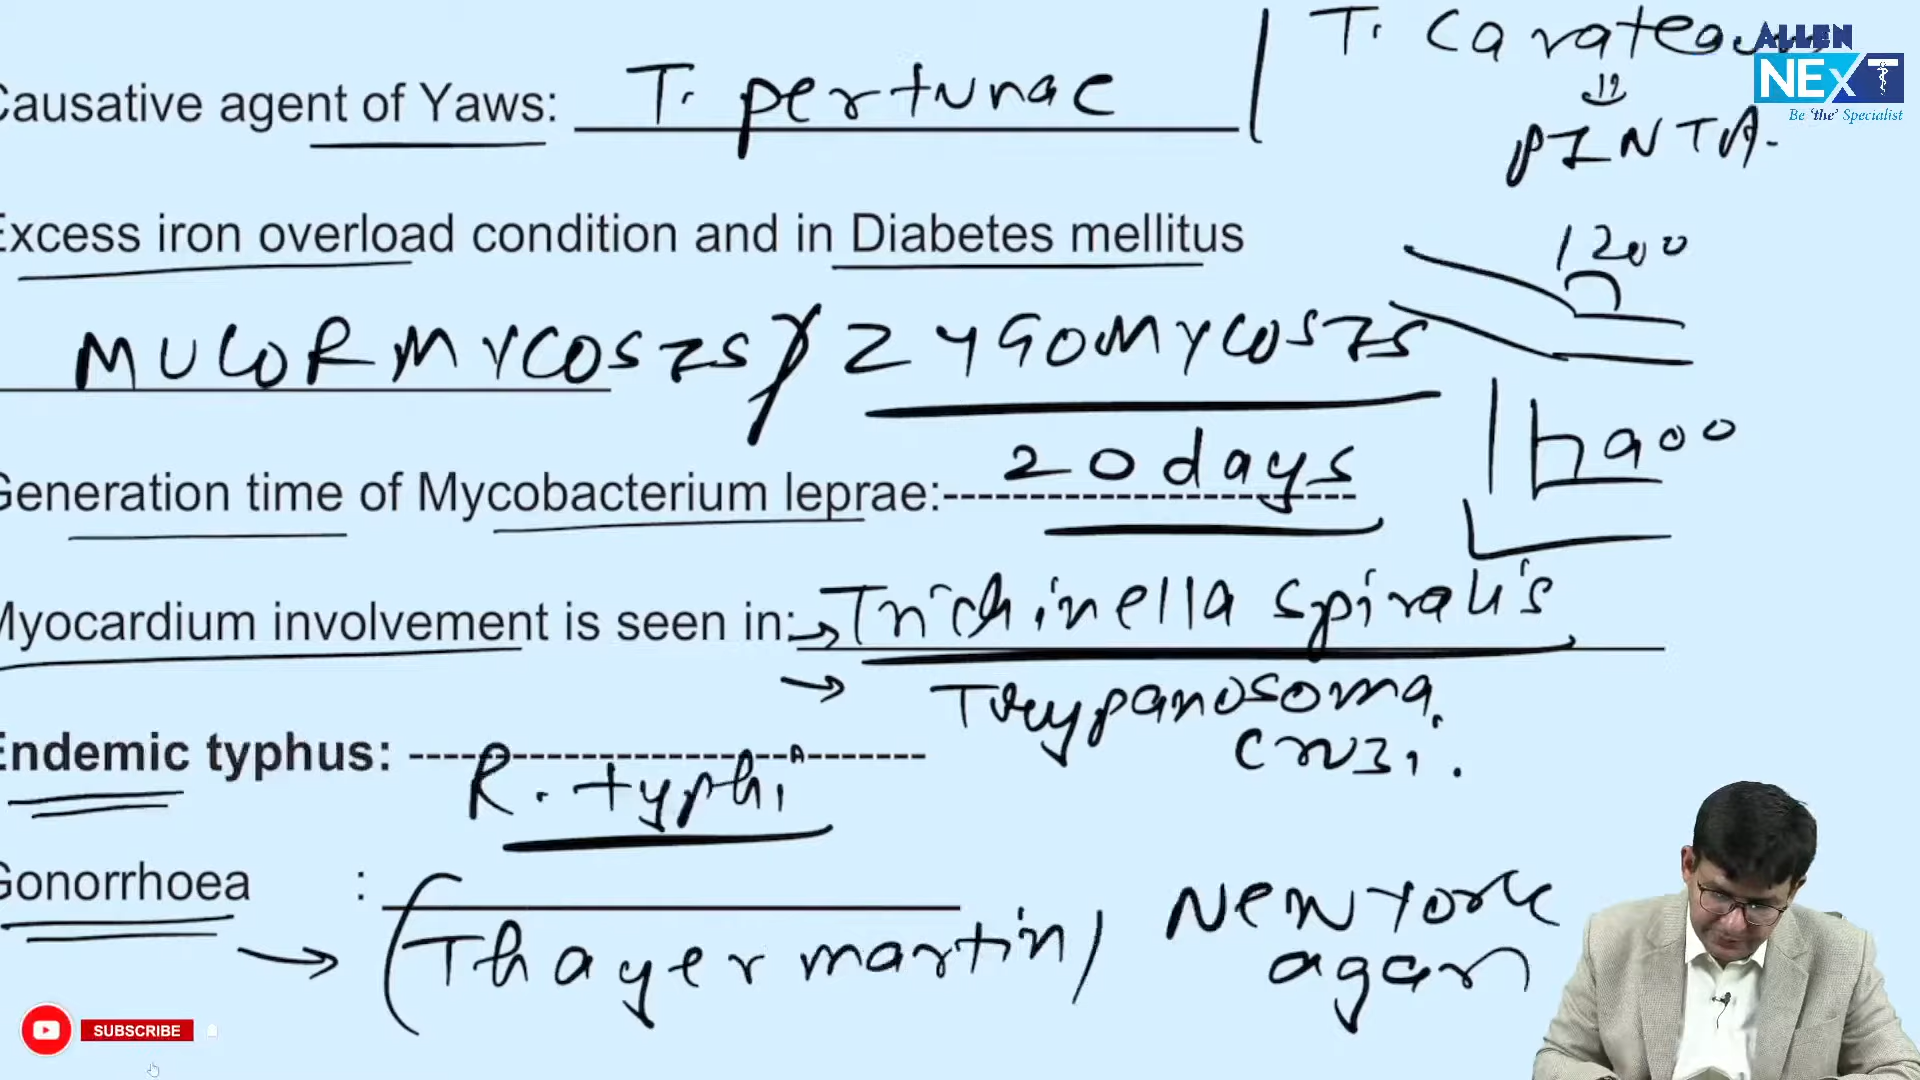 T. carateaum
ALLEN
NEXT
Be 'the' Specialist
Causative agent of Yaws: T. pertunae
PINTA.
Excess iron overload condition and in Diabetes mellitus
MUCORMYCOSIS / ZYGOMYCOSIS
Generation time of Mycobacterium leprae: 20 days
Myocardium involvement is seen in: → Trichinella spiralis
→ Trypanosoma
cruzi.
Endemic typhus: R. typhi
Gonorrhoea :
→ (Thayer martin / New York
agar
SUBSCRIBE